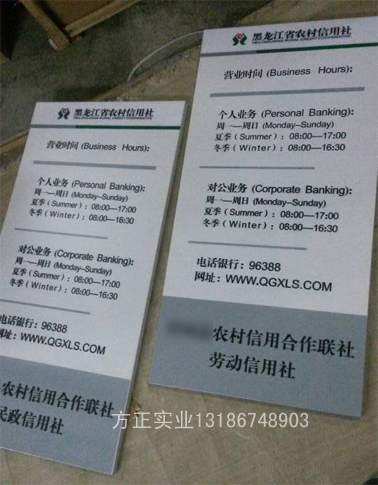 黑龙江省农村信用社
营业时间 (Business Hours):
个人业务 (Personal Banking):
周一—周日 (Monday~Sunday)
夏季 (Summer): 08:00—17:00
冬季 (Winter): 08:00—16:30
对公业务 (Corporate Banking):
周一—周日 (Monday~Sunday)
夏季 (Summer): 08:00—17:00
冬季 (Winter): 08:00—16:30
电话银行: 96388
网址: WWW.QGXLS.COM
农村信用合作联社
民政信用社
黑龙江省农村信用社
营业时间 (Business Hours):
个人业务 (Personal Banking):
周一—周日 (Monday~Sunday)
夏季 (Summer): 08:00—17:00
冬季 (Winter): 08:00—16:30
对公业务 (Corporate Banking):
周一—周日 (Monday~Sunday)
夏季 (Summer): 08:00—17:00
冬季 (Winter): 08:00—16:30
电话银行: 96388
网址: WWW.QGXLS.COM
农村信用合作联社
劳动信用社
方正实业13186748903